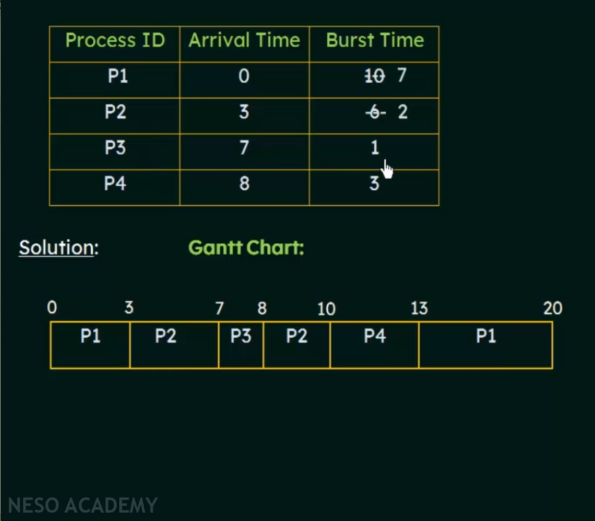 Process ID Arrival Time Burst Time
P1 0 10 7
P2 3 6 2
P3 7 1
P4 8 3
Solution: Gantt Chart:
0 3 7 8 10 13 20
P1 P2 P3 P2 P4 P1
NESO ACADEMY